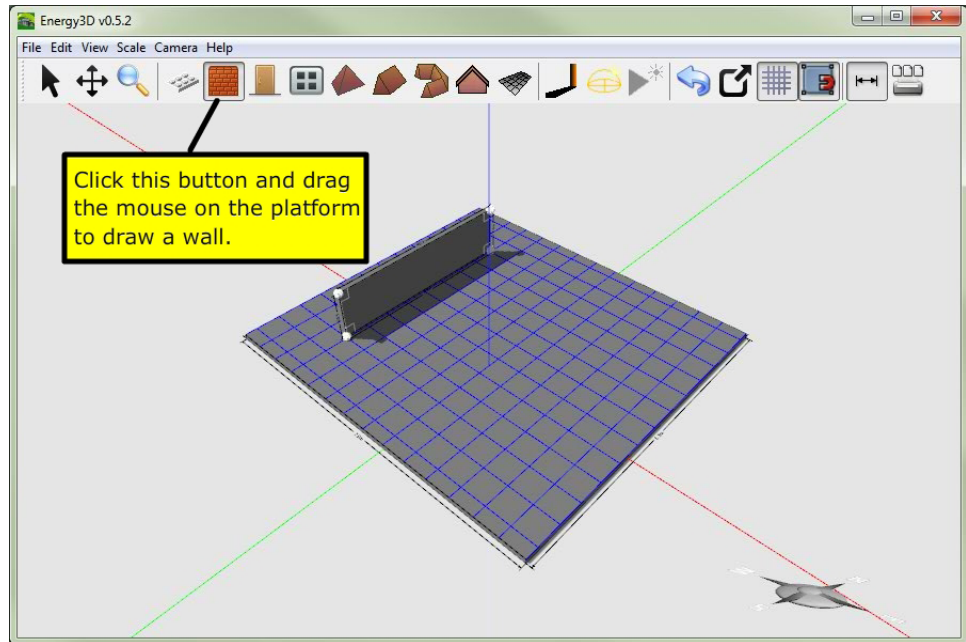 Energy3D v0.5.2
File Edit View Scale Camera Help
Click this button and drag
the mouse on the platform
to draw a wall.